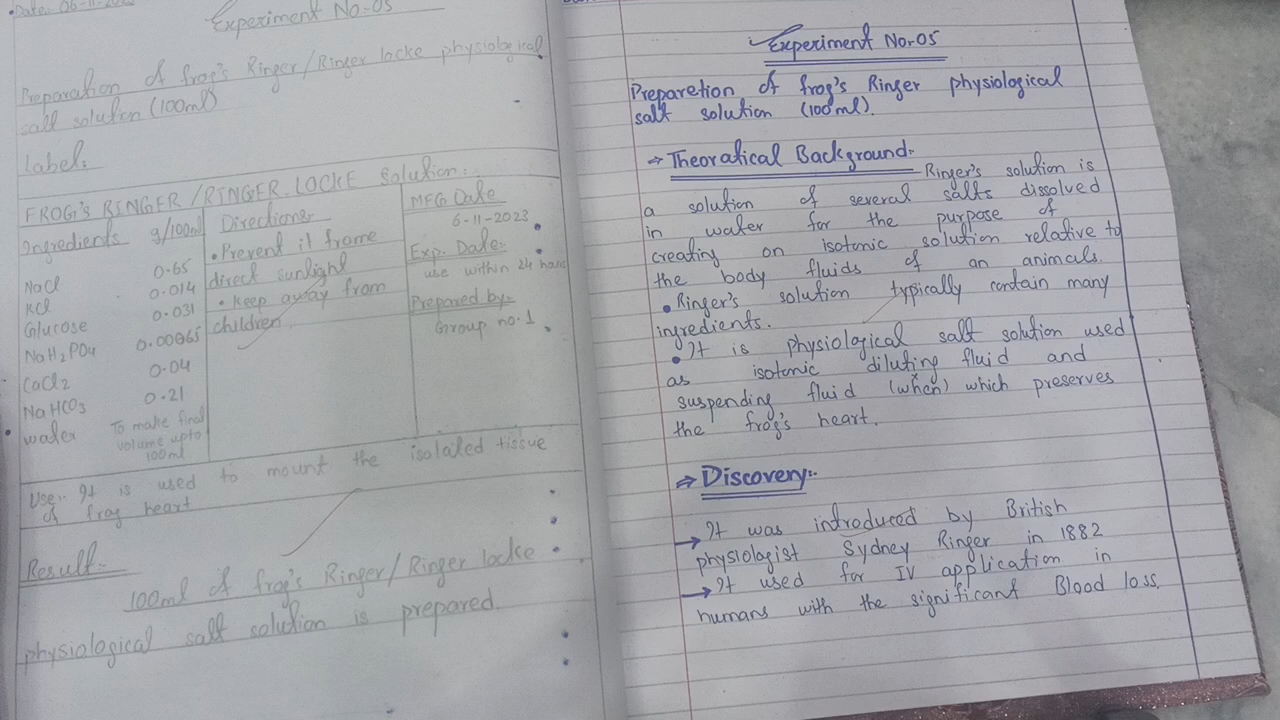 Date: 06-11-20
Experiment No-05
Preparation of frog's Ringer/Ringer locke physiological
salt solution (100ml)
Label:
FROG'S RINGER /RINGER-LOCKE Solution:
Ingredients g/100ml
NaCl 0.65
KCl 0.014
Glucose 0.031
NaH2PO4 0.00065
CaCl2 0.04
NaHCO3 0.21
water To make final
volume upto
100ml
Directions
• Prevent it frome
direct sunlight
• Keep away from
children
MFG Date
6-11-2023
Exp. Date:-
use within 24 hours
Prepared by:-
Group no. 1
Use:- It is used to mount the isolated tissue
of frog heart
Result:-
100ml of frog's Ringer/Ringer locke
physiological salt solution is prepared.
Experiment No-05
Preparetion of frog's Ringer physiological
salt solution (100ml).
⇒ Theoratical Background:-
Ringer's solution is
a solution of several salts dissolved
in water for the purpose of
creating on isotonic solution relative to
the body fluids of an animals.
• Ringer's solution typically contain many
ingredients.
• It is physiological salt solution used
as isotonic diluting fluid and
suspending fluid (when) which preserves
the frog's heart.
⇒ Discovery:-
→ It was introduced by British
physiologist Sydney Ringer in 1882
→ It used for IV application in
humans with the significant Blood loss.